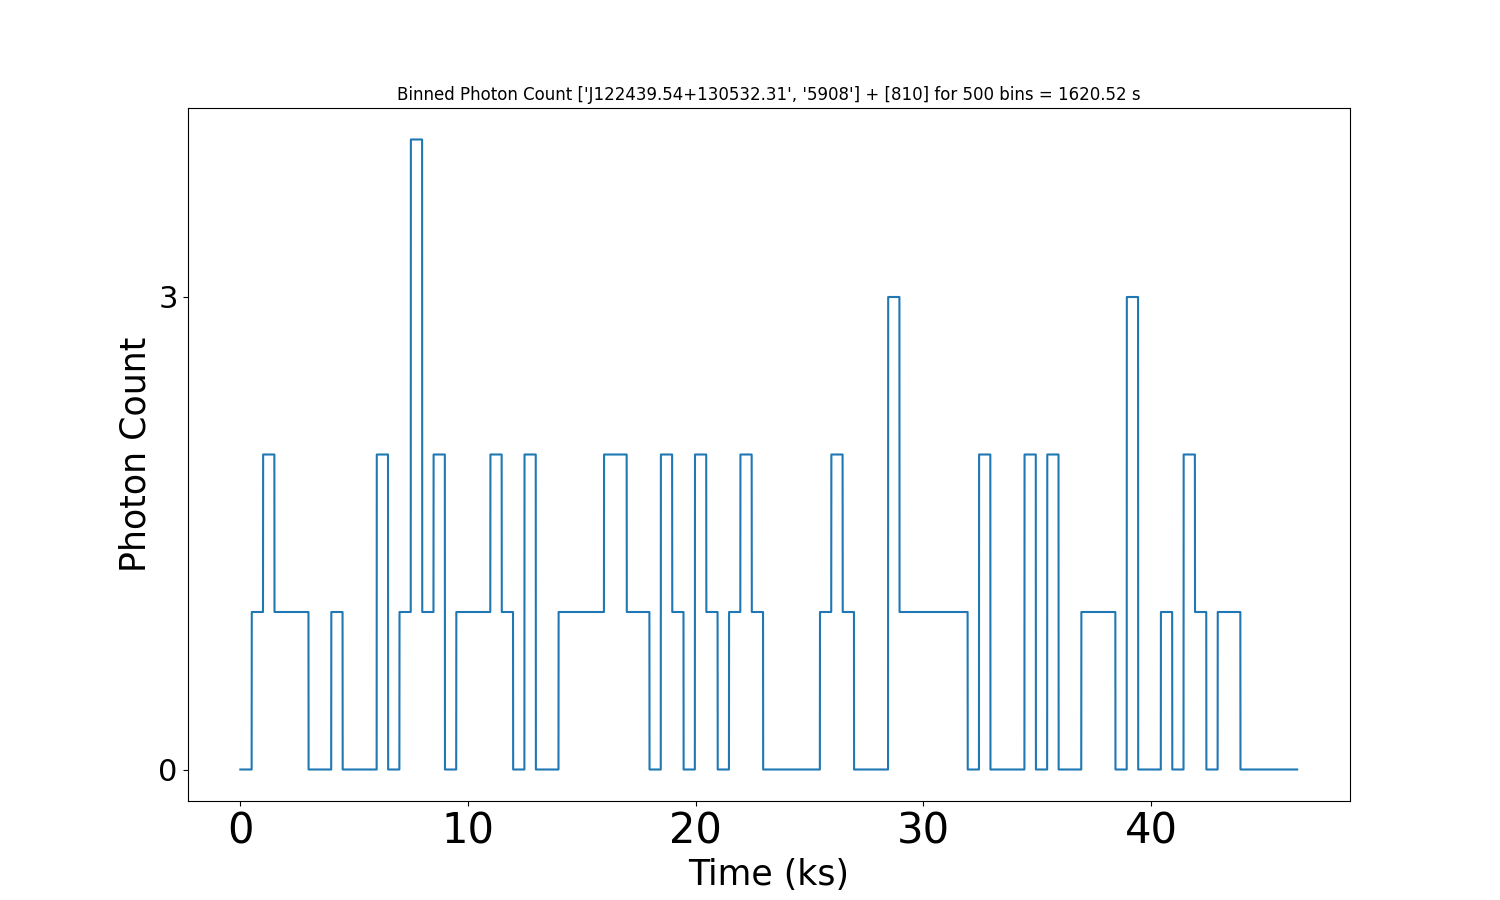 Binned Photon Count ['J122439.54+130532.31', '5908'] + [810] for 500 bins = 1620.52 s
3
Photon Count
0
0 10 20 30 40
Time (ks)